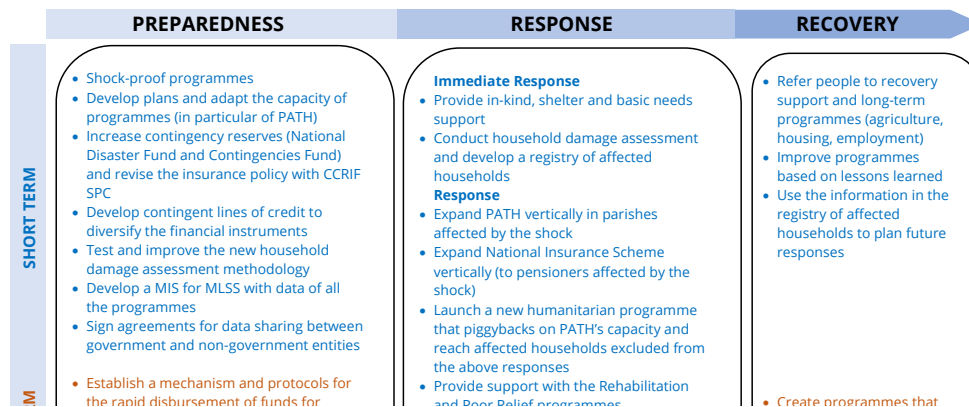 PREPAREDNESS
RESPONSE
RECOVERY
SHORT TERM
• Shock-proof programmes
• Develop plans and adapt the capacity of
programmes (in particular of PATH)
• Increase contingency reserves (National
Disaster Fund and Contingencies Fund)
and revise the insurance policy with CCRIF
SPC
• Develop contingent lines of credit to
diversify the financial instruments
• Test and improve the new household
damage assessment methodology
• Develop a MIS for MLSS with data of all
the programmes
• Sign agreements for data sharing between
government and non-government entities
• Establish a mechanism and protocols for
the rapid disbursement of funds for
Immediate Response
• Provide in-kind, shelter and basic needs
support
• Conduct household damage assessment
and develop a registry of affected
households
Response
• Expand PATH vertically in parishes
affected by the shock
• Expand National Insurance Scheme
vertically (to pensioners affected by the
shock)
• Launch a new humanitarian programme
that piggybacks on PATH’s capacity and
reach affected households excluded from
the above responses
• Provide support with the Rehabilitation
and Poor Relief programmes
• Refer people to recovery
support and long-term
programmes (agriculture,
housing, employment)
• Improve programmes
based on lessons learned
• Use the information in the
registry of affected
households to plan future
responses
• Create programmes that